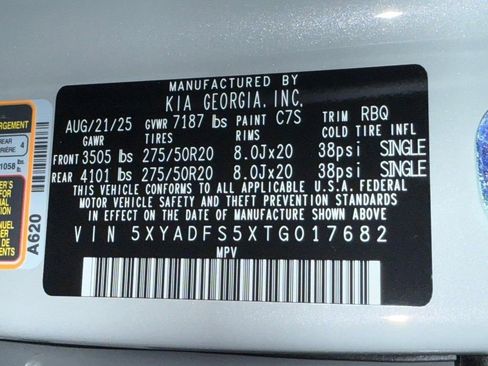 MANUFACTURED BY
KIA GEORGIA, INC.
AUG/21/25 GVWR 7187 lbs PAINT C7S TRIM RBQ
GAWR TIRES RIMS COLD TIRE INFL
FRONT 3505 lbs 275/50R20 8.0Jx20 38psi SINGLE
REAR 4101 lbs 275/50R20 8.0Jx20 38psi SINGLE
THIS VEHICLE CONFORMS TO ALL APPLICABLE U.S.A. FEDERAL
MOTOR VEHICLE SAFETY AND THEFT PREVENTION STANDARDS
IN EFFECT ON THE DATE OF MANUFACTURE SHOWN ABOVE.
VIN 5XYADFS5XTG017682
MPV
A620
REAR
4